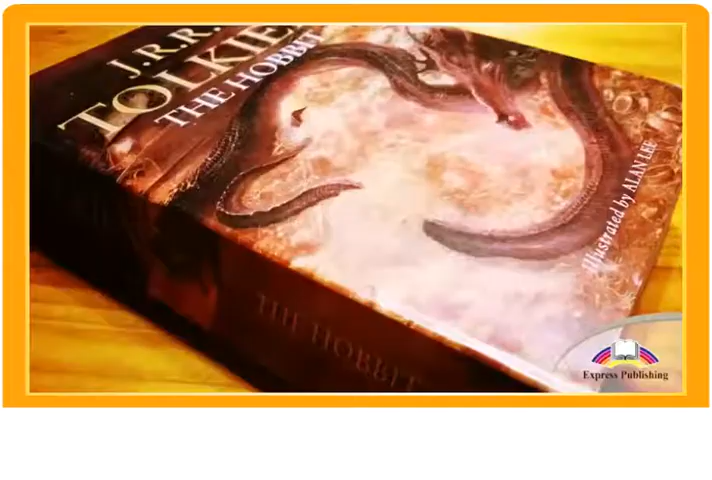 J.R.R.
TOLKIEN
THE HOBBIT
Illustrated by ALAN LEE
THE HOBBIT
Express Publishing